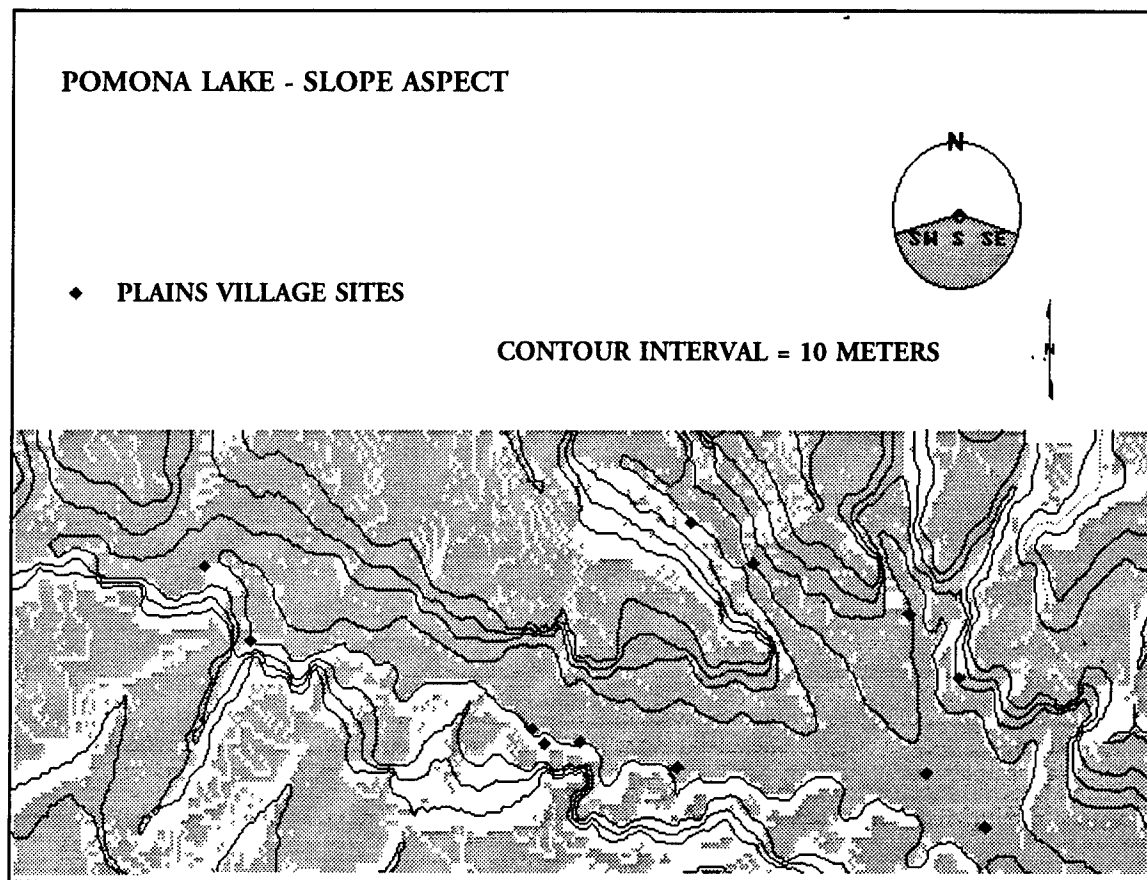 POMONA LAKE - SLOPE ASPECT
N
SW S SE
PLAINS VILLAGE SITES
CONTOUR INTERVAL = 10 METERS
N